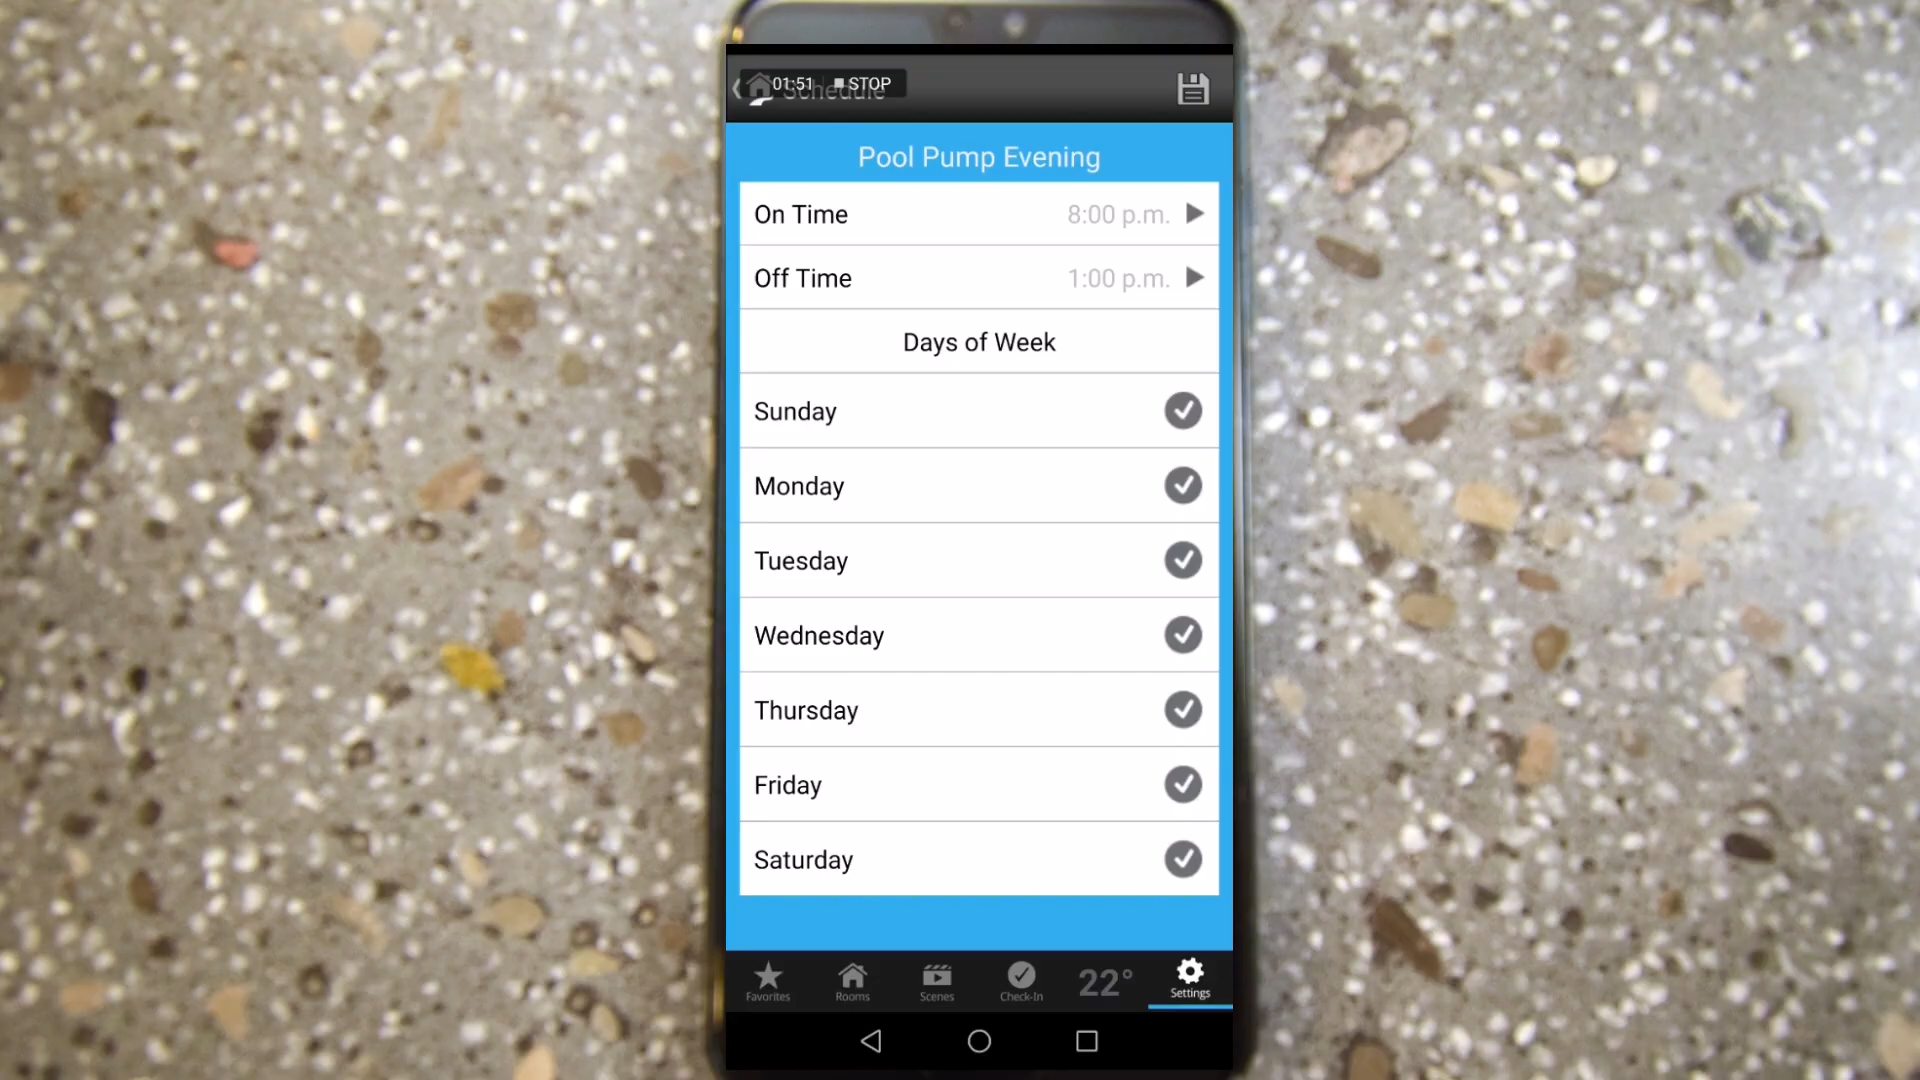 01:51 STOP
Schedule
Pool Pump Evening
On Time 8:00 p.m.
Off Time 1:00 p.m.
Days of Week
Sunday
Monday
Tuesday
Wednesday
Thursday
Friday
Saturday
Favorites Rooms Scenes Check-In 22° Settings